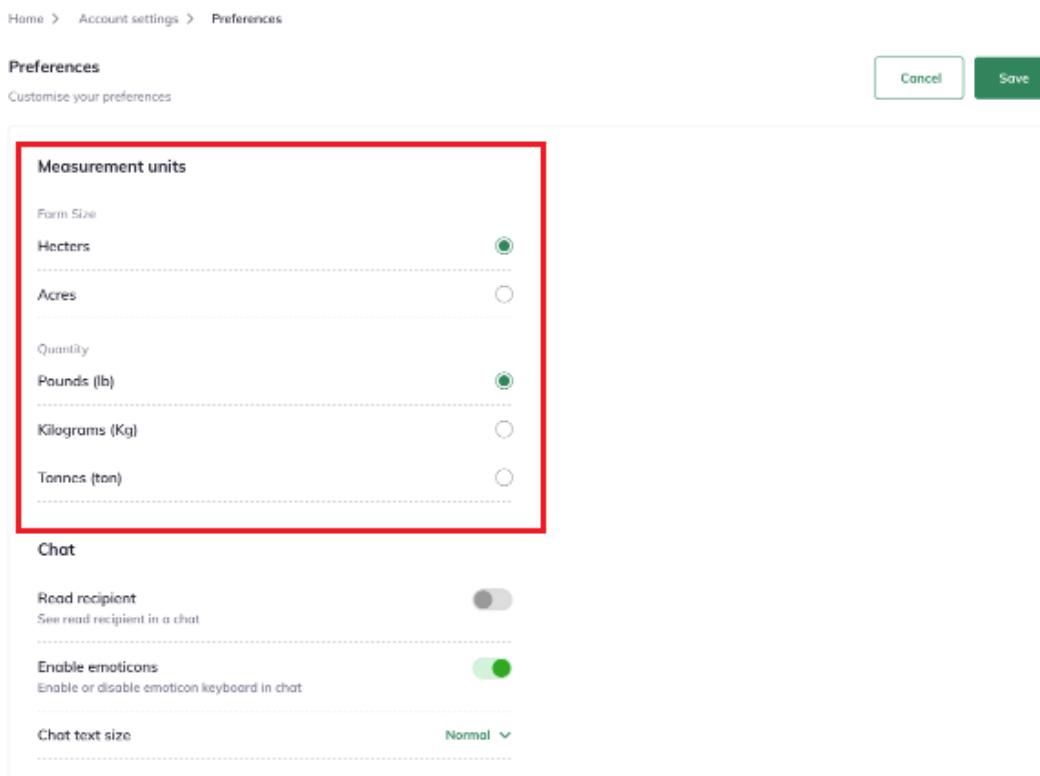 Home > Account settings > Preferences
Preferences
Customise your preferences
Cancel
Save
Measurement units
Farm Size
Hecters
Acres
Quantity
Pounds (lb)
Kilograms (Kg)
Tonnes (ton)
Chat
Read recipient
See read recipient in a chat
Enable emoticons
Enable or disable emoticon keyboard in chat
Chat text size
Normal